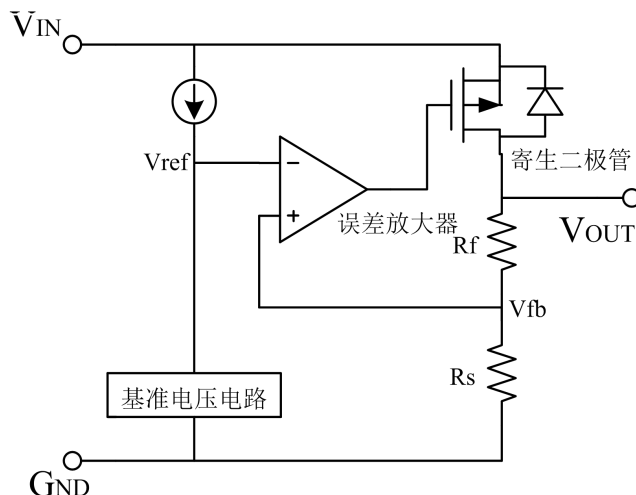 VIN
Vref
−
+
误差放大器
寄生二极管
VOUT
Rf
Vfb
Rs
基准电压电路
GND